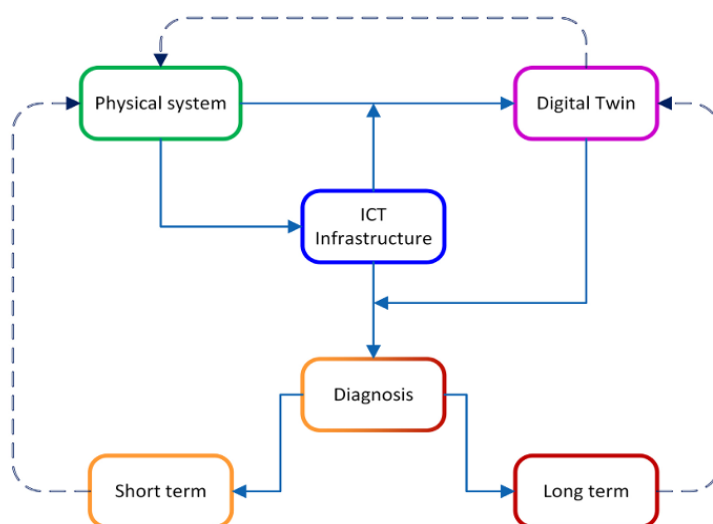 Physical system
Digital Twin
ICT
Infrastructure
Diagnosis
Short term
Long term